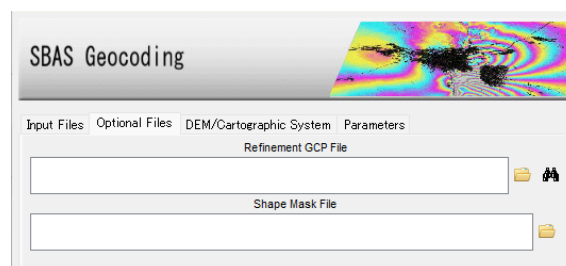 SBAS Geocoding
Input Files Optional Files DEM/Cartographic System Parameters
Refinement GCP File
Shape Mask File